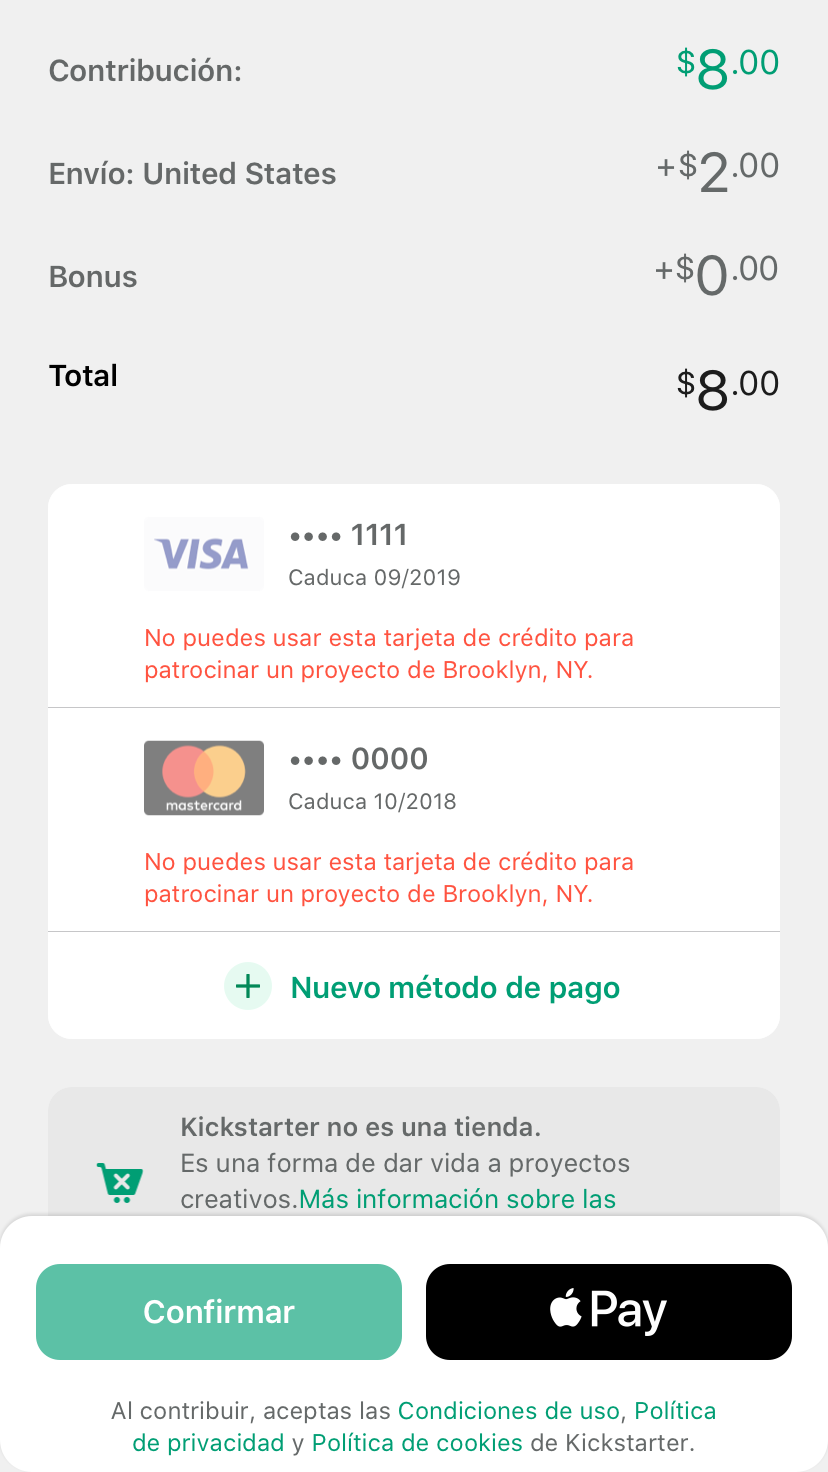 Contribución: $8.00
Envío: United States +$2.00
Bonus +$0.00
Total $8.00
VISA •••• 1111
Caduca 09/2019
No puedes usar esta tarjeta de crédito para
patrocinar un proyecto de Brooklyn, NY.
•••• 0000
mastercard Caduca 10/2018
No puedes usar esta tarjeta de crédito para
patrocinar un proyecto de Brooklyn, NY.
+ Nuevo método de pago
Kickstarter no es una tienda.
Es una forma de dar vida a proyectos
creativos.Más información sobre las
Confirmar Pay
Al contribuir, aceptas las Condiciones de uso, Política
de privacidad y Política de cookies de Kickstarter.